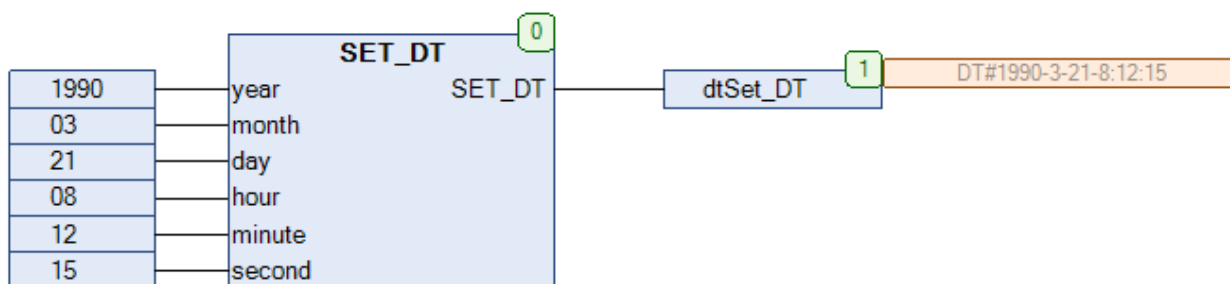 0
SET_DT
1990 year SET_DT dtSet_DT 1 DT#1990-3-21-8:12:15
03 month
21 day
08 hour
12 minute
15 second